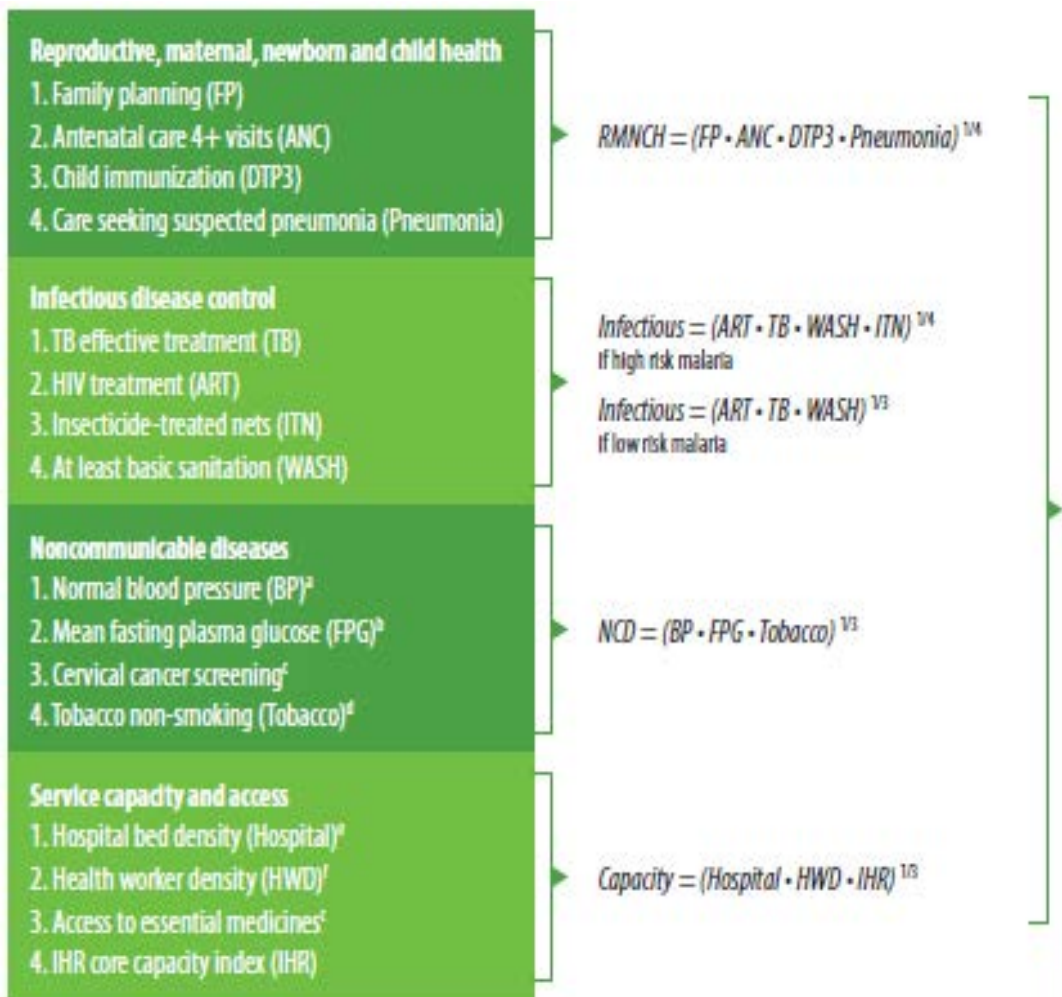 Reproductive, maternal, newborn and child health
1. Family planning (FP)
2. Antenatal care 4+ visits (ANC)
3. Child immunization (DTP3)
4. Care seeking suspected pneumonia (Pneumonia)
RMNCH = (FP • ANC • DTP3 • Pneumonia) 1/4
Infectious disease control
1. TB effective treatment (TB)
2. HIV treatment (ART)
3. Insecticide-treated nets (ITN)
4. At least basic sanitation (WASH)
Infectious = (ART • TB • WASH • ITN) 1/4
if high risk malaria
Infectious = (ART • TB • WASH) 1/3
if low risk malaria
Noncommunicable diseases
1. Normal blood pressure (BP)a
2. Mean fasting plasma glucose (FPG)b
3. Cervical cancer screeningc
4. Tobacco non-smoking (Tobacco)d
NCD = (BP • FPG • Tobacco) 1/3
Service capacity and access
1. Hospital bed density (Hospital)e
2. Health worker density (HWD)f
3. Access to essential medicinesc
4. IHR core capacity index (IHR)
Capacity = (Hospital • HWD • IHR) 1/3